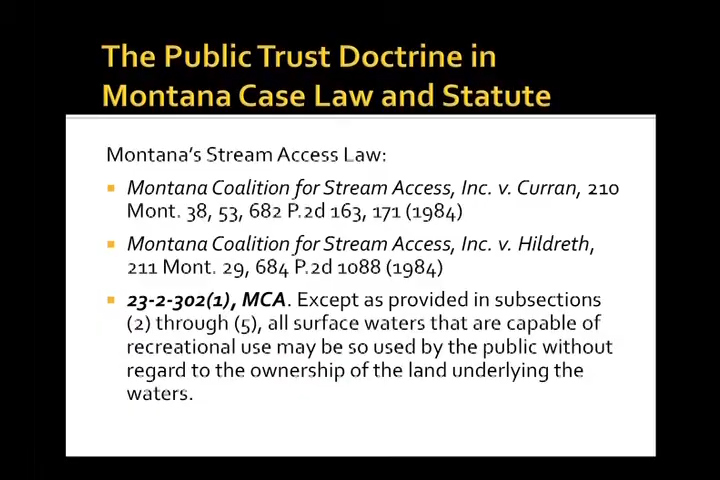 The Public Trust Doctrine in
Montana Case Law and Statute
Montana's Stream Access Law:
Montana Coalition for Stream Access, Inc. v. Curran, 210
Mont. 38, 53, 682 P.2d 163, 171 (1984)
Montana Coalition for Stream Access, Inc. v. Hildreth,
211 Mont. 29, 684 P.2d 1088 (1984)
23-2-302(1), MCA. Except as provided in subsections
(2) through (5), all surface waters that are capable of
recreational use may be so used by the public without
regard to the ownership of the land underlying the
waters.